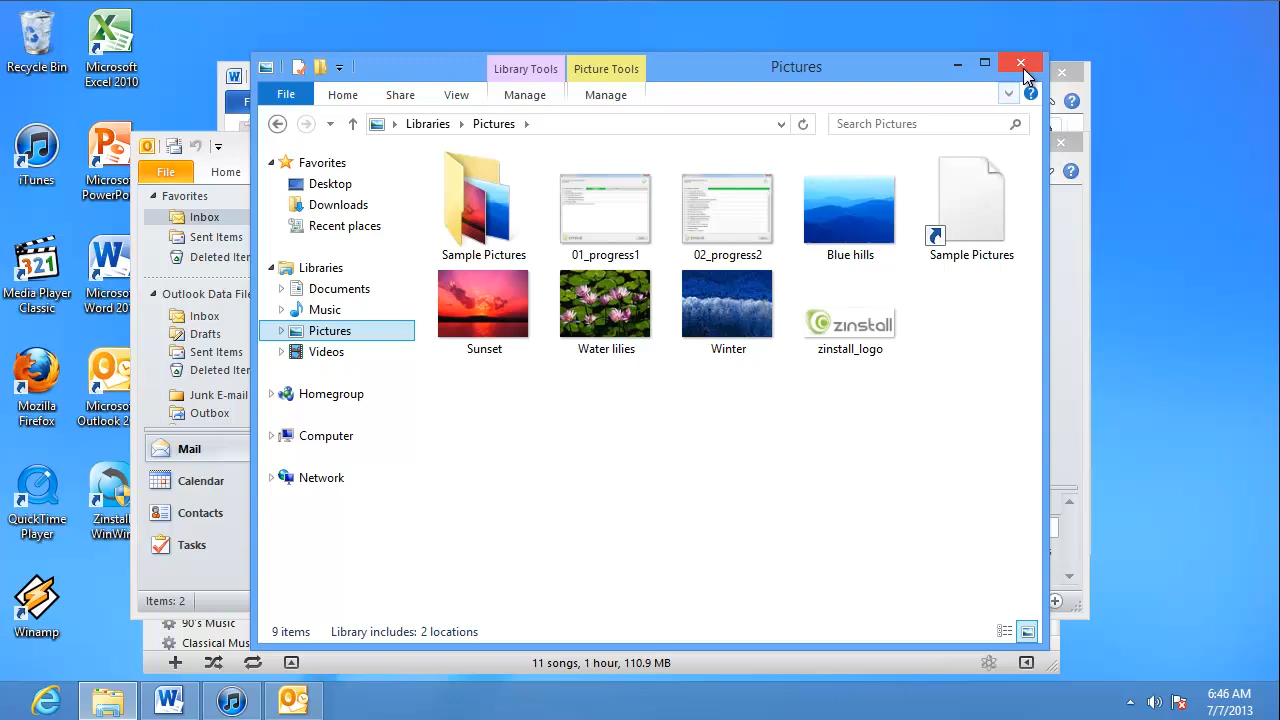 Recycle Bin
Microsoft
Excel 2010
iTunes
Microsoft
PowerPo
Media Player
Classic
Microso
Word 20
Mozilla
Firefox
Microso
Outlook 2
QuickTime
Player
Zinstall
WinWin
Winamp
File
Home
Favorites
Inbox
Sent Items
Deleted Iter
Outlook Data File
Inbox
Drafts
Sent Items
Deleted Iter
Junk E-mail
Outbox
Mail
Calendar
Contacts
Tasks
Items: 2
90's Music
Classical Mus
11 songs, 1 hour, 110.9 MB
Library Tools
Picture Tools
Pictures
File
Home
Share
View
Manage
Manage
Libraries
Pictures
Search Pictures
Favorites
Desktop
Downloads
Recent places
Libraries
Documents
Music
Pictures
Videos
Homegroup
Computer
Network
Sample Pictures
01_progress1
02_progress2
Blue hills
Sample Pictures
Sunset
Water lilies
Winter
zinstall
zinstall_logo
9 items
Library includes: 2 locations
6:46 AM
7/7/2013